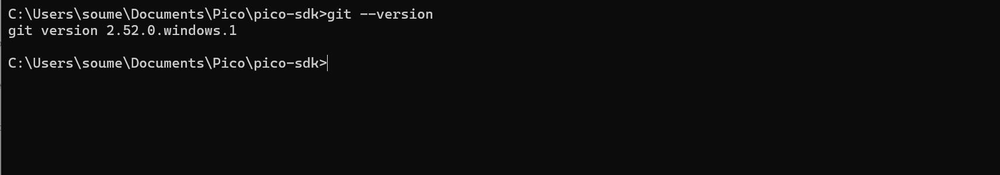 C:\Users\soume\Documents\Pico\pico-sdk>git --version
git version 2.52.0.windows.1
C:\Users\soume\Documents\Pico\pico-sdk>